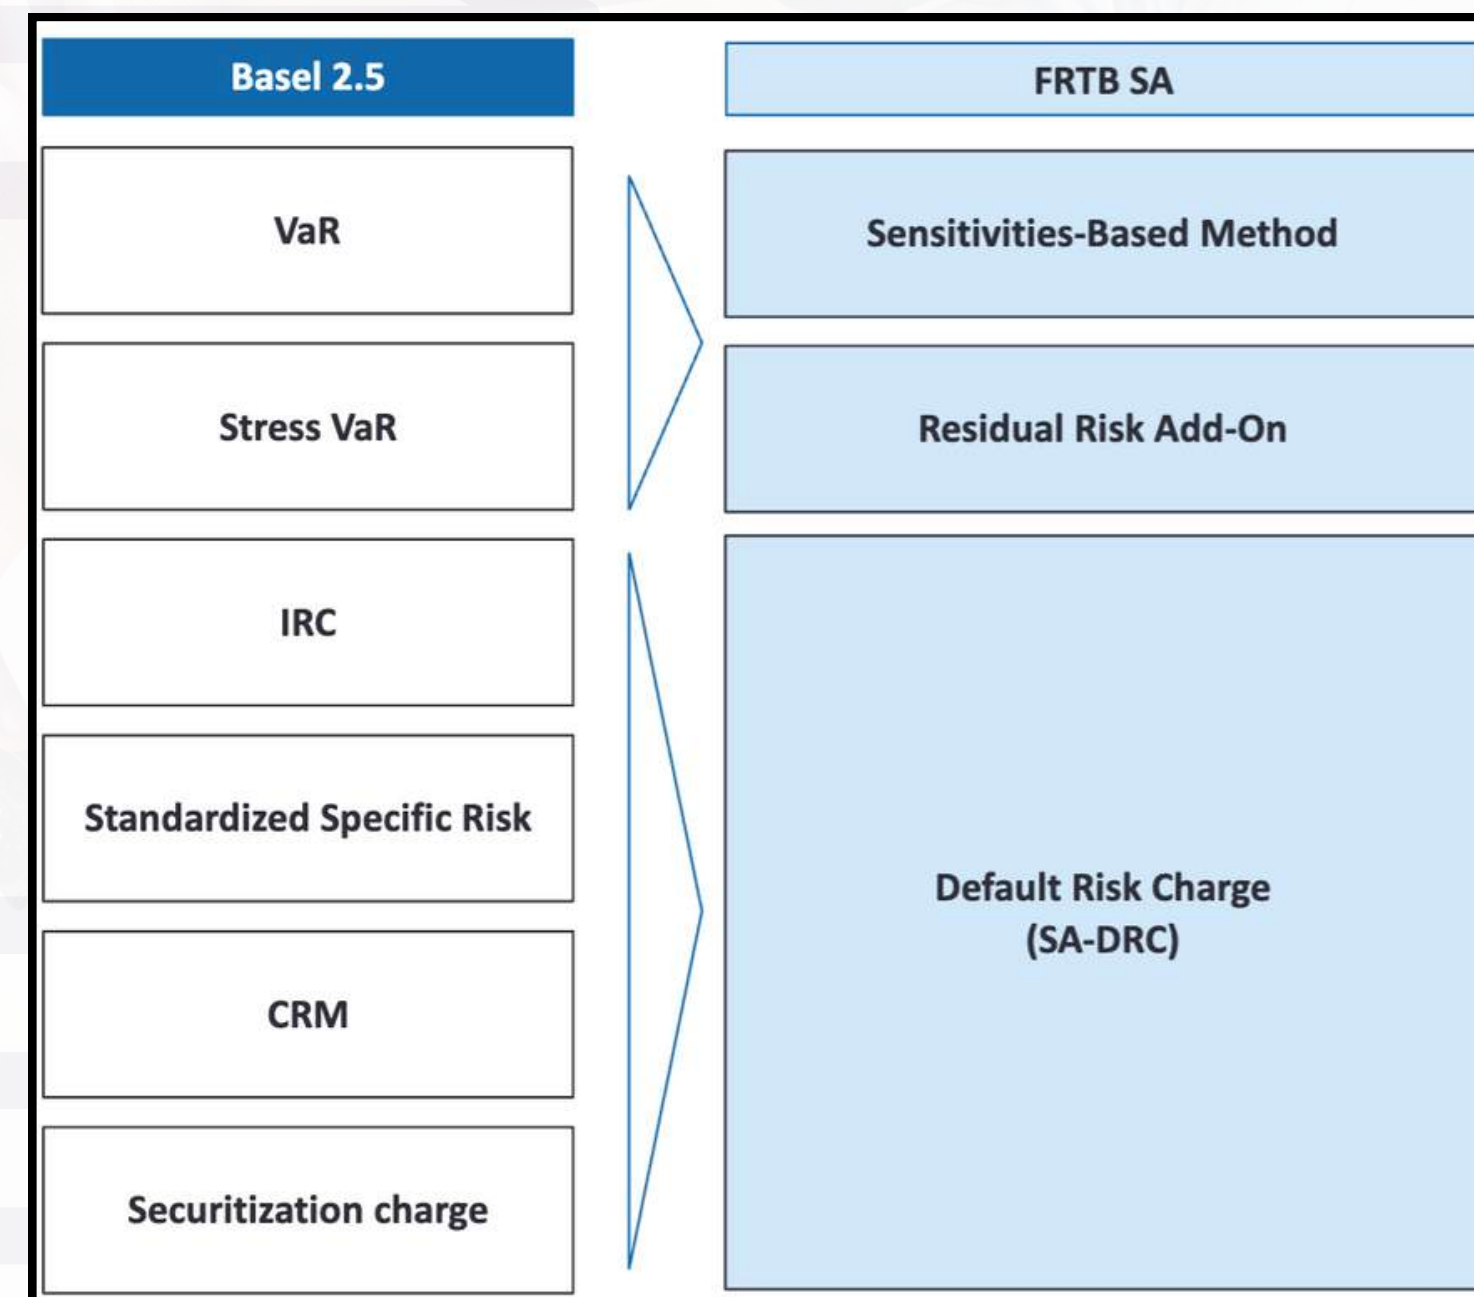 Basel 2.5
FRTB SA
VaR
Sensitivities-Based Method
Stress VaR
Residual Risk Add-On
IRC
Standardized Specific Risk
Default Risk Charge
(SA-DRC)
CRM
Securitization charge